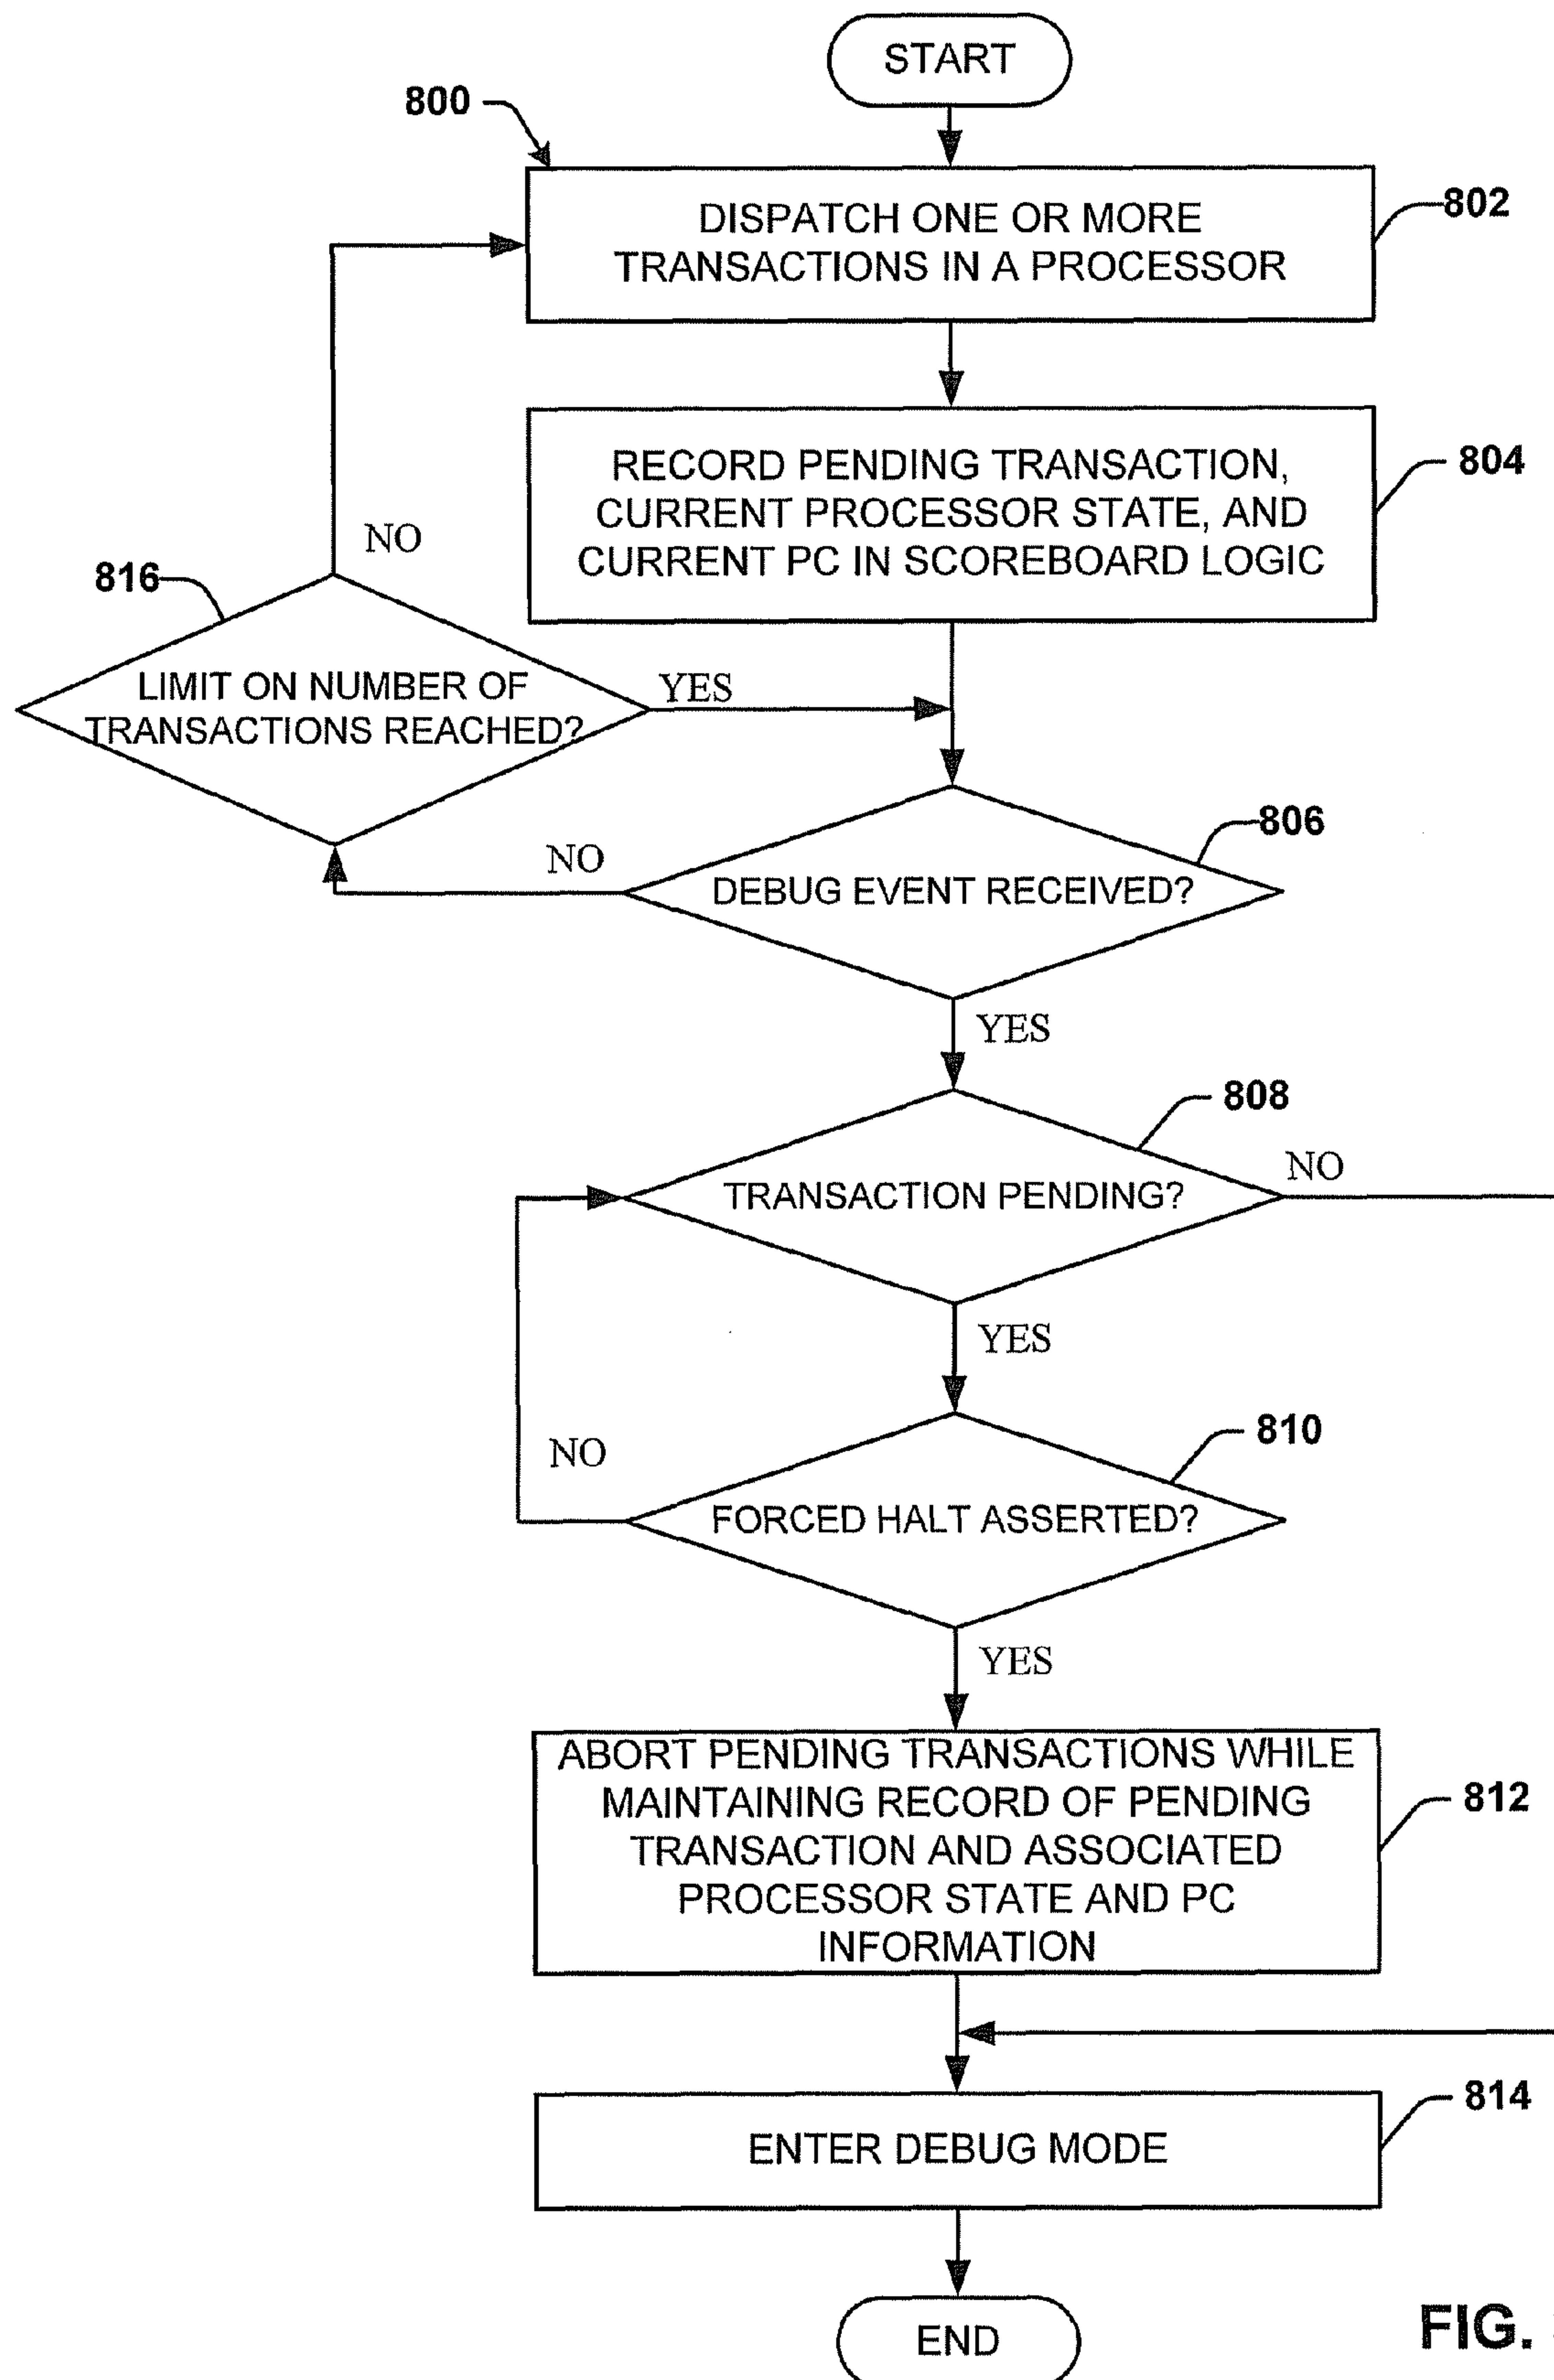 START
800
DISPATCH ONE OR MORE
TRANSACTIONS IN A PROCESSOR
802
RECORD PENDING TRANSACTION,
CURRENT PROCESSOR STATE, AND
CURRENT PC IN SCOREBOARD LOGIC
804
NO
816
LIMIT ON NUMBER OF
TRANSACTIONS REACHED?
YES
806
NO
DEBUG EVENT RECEIVED?
YES
808
NO
TRANSACTION PENDING?
YES
810
NO
FORCED HALT ASSERTED?
YES
ABORT PENDING TRANSACTIONS WHILE
MAINTAINING RECORD OF PENDING
TRANSACTION AND ASSOCIATED
PROCESSOR STATE AND PC
INFORMATION
812
814
ENTER DEBUG MODE
END
FIG.